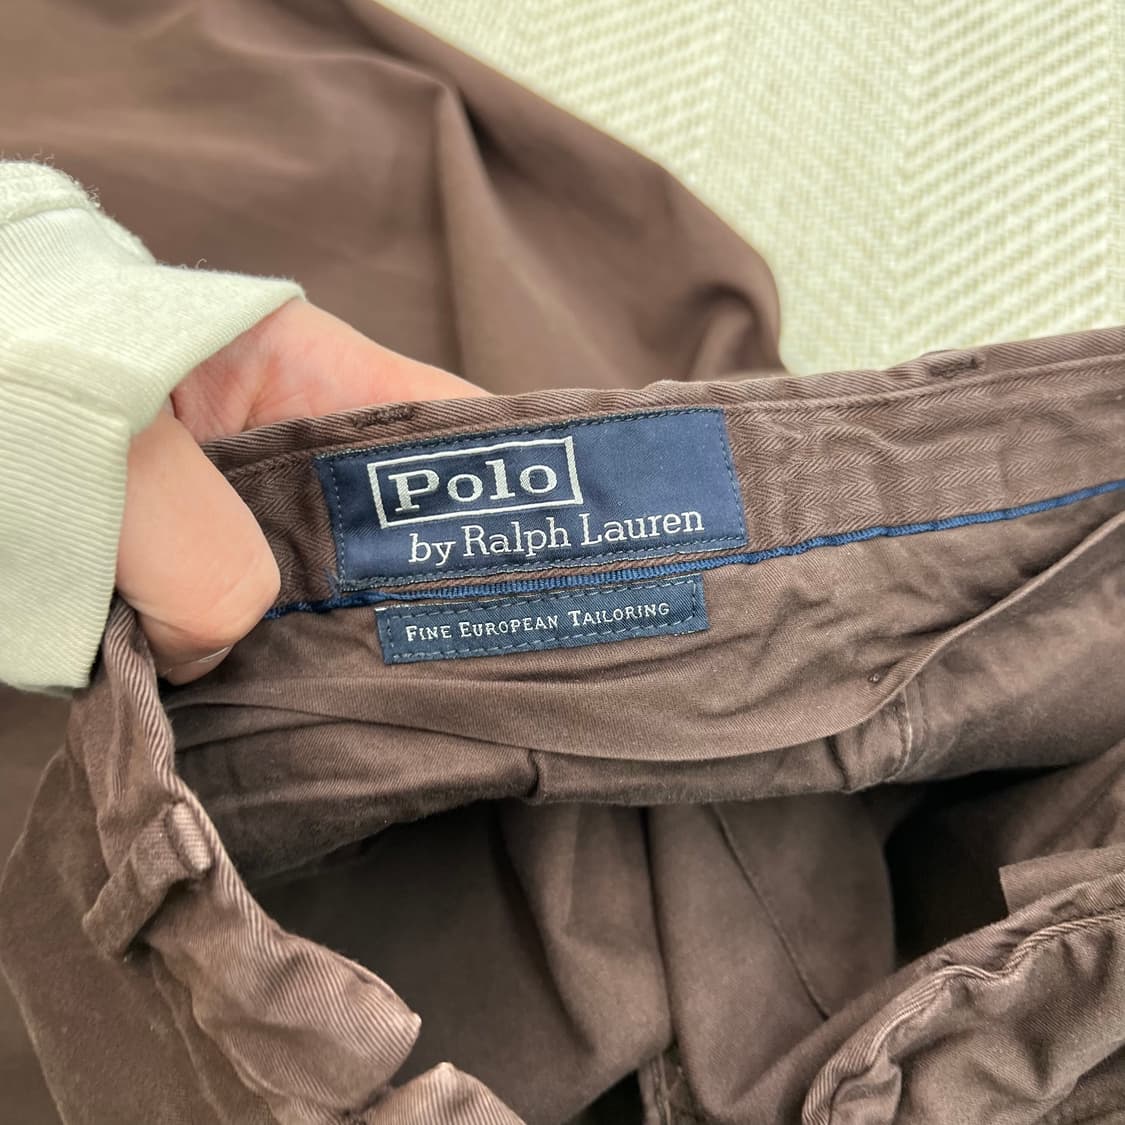 Polo
by Ralph Lauren
Fine European Tailoring